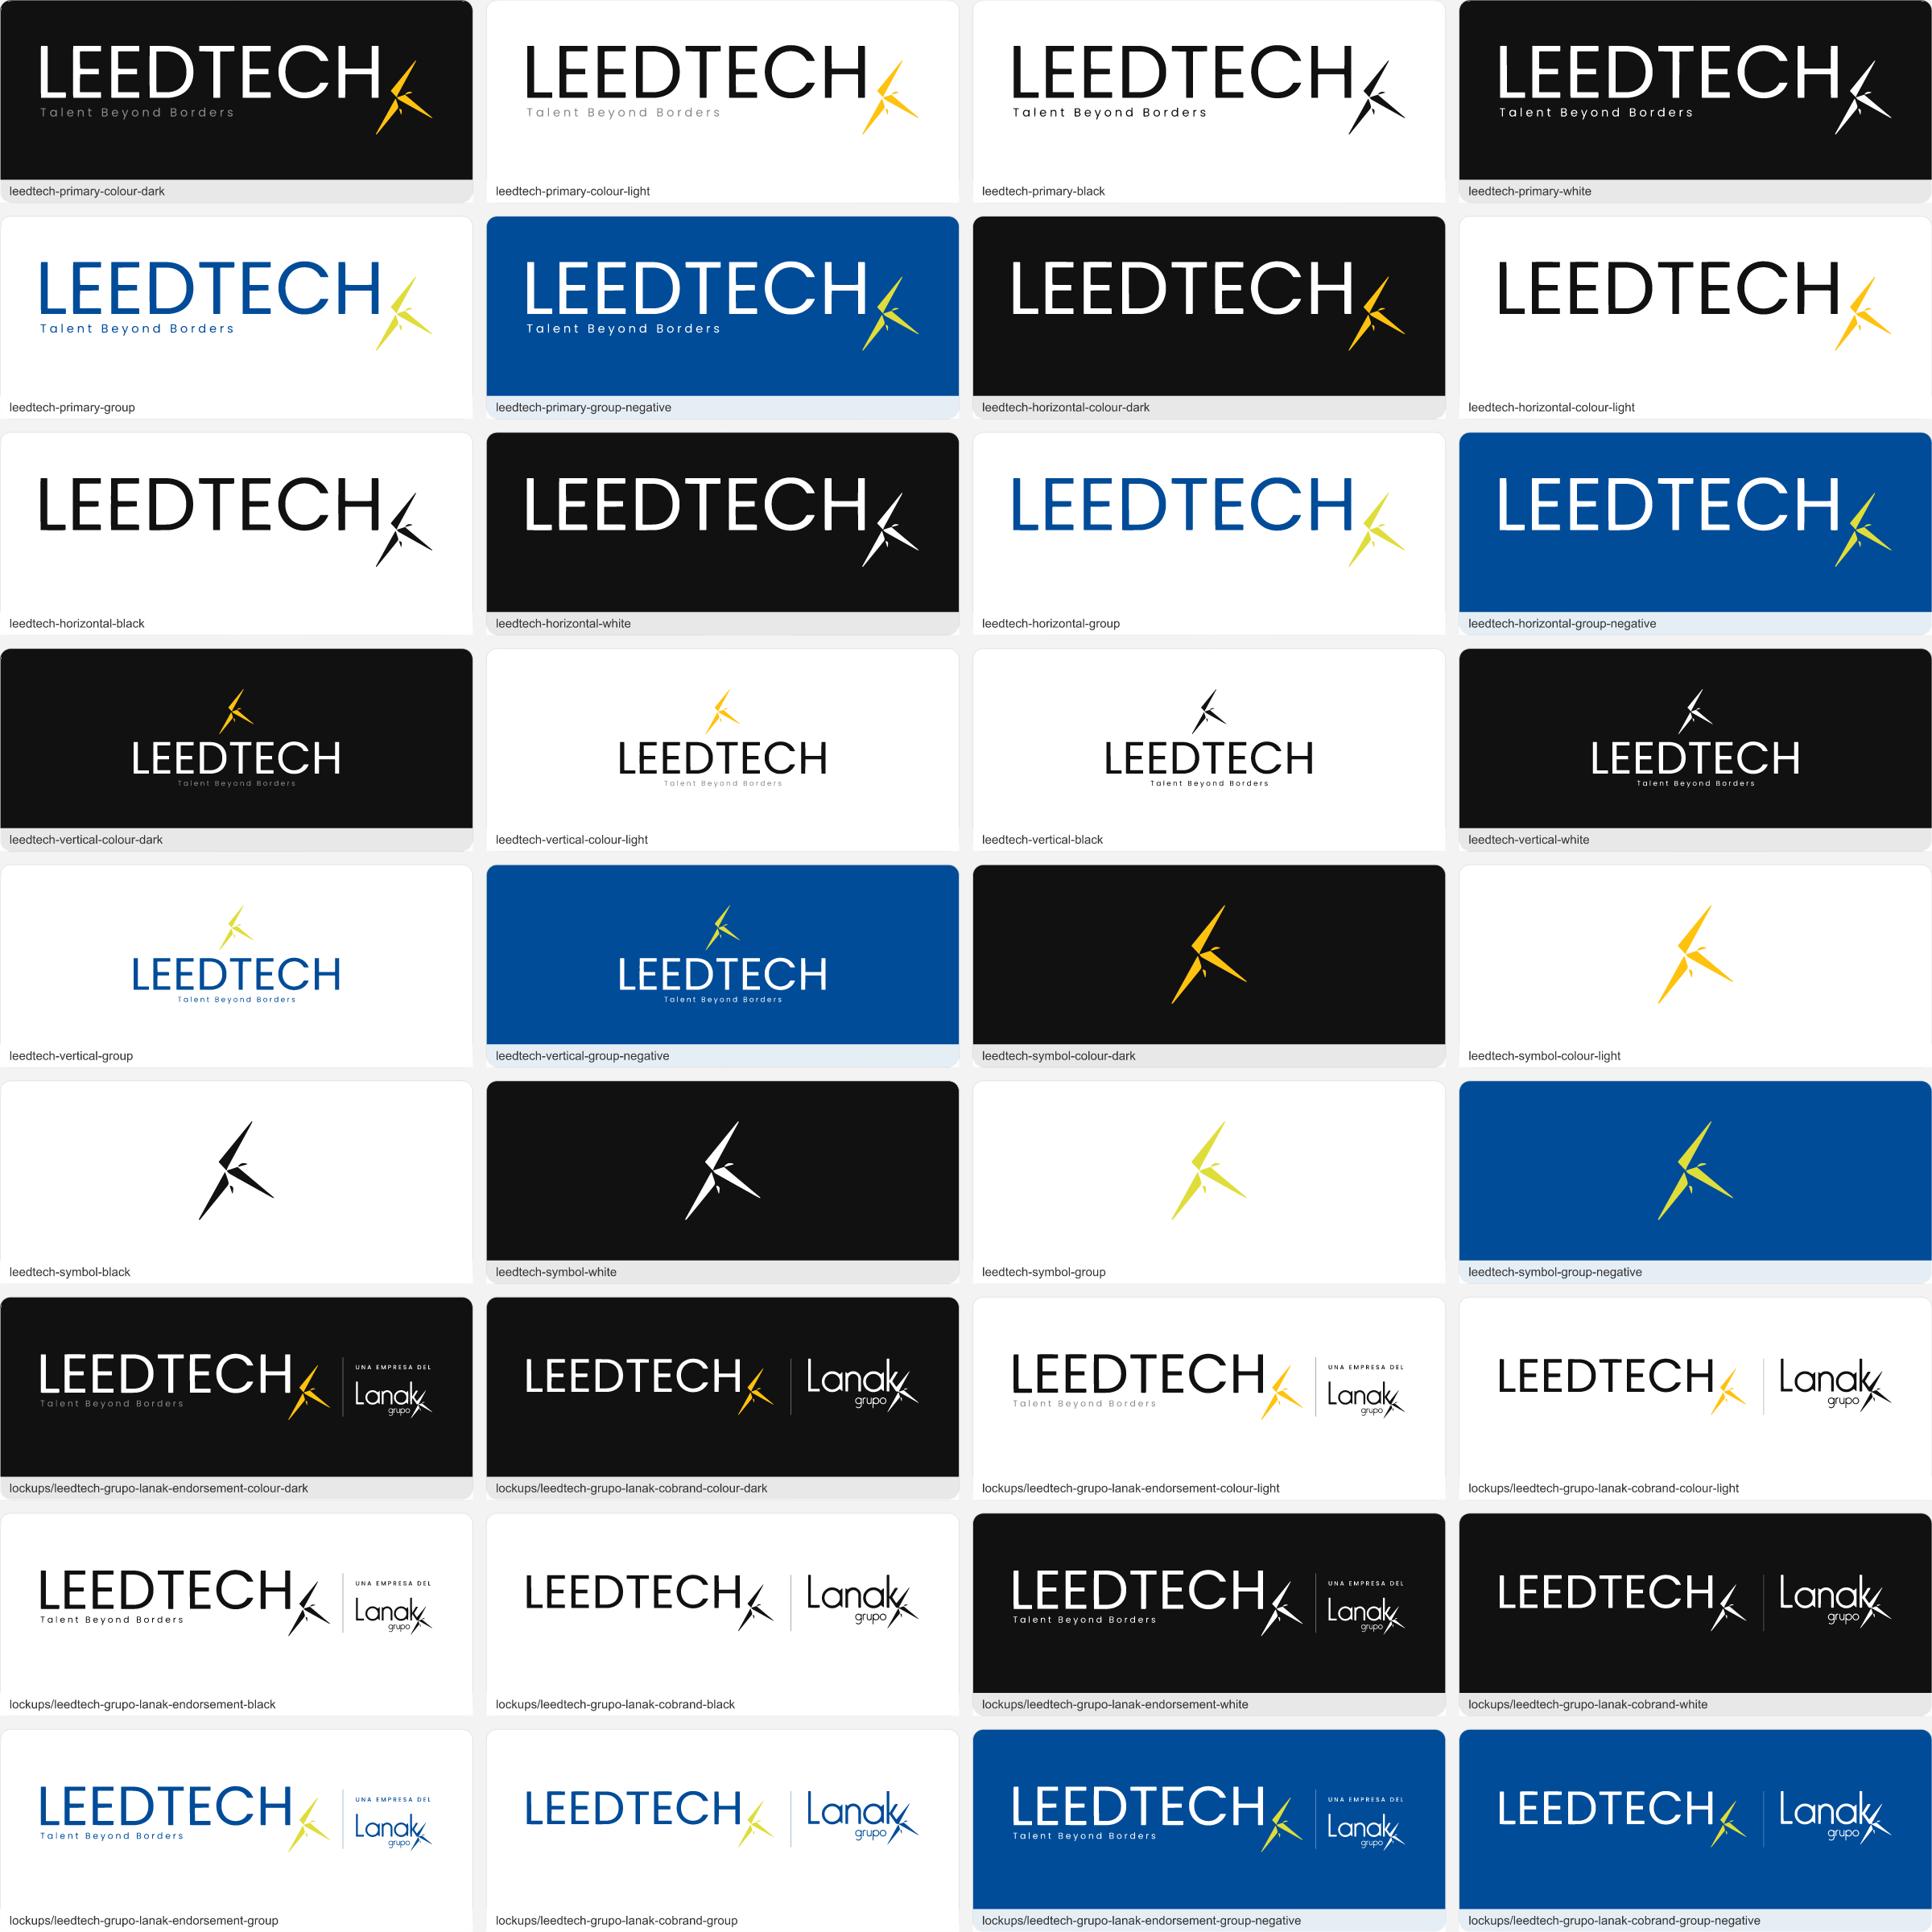 LEEDTECH
Talent Beyond Borders
leedtech-primary-colour-dark
LEEDTECH
Talent Beyond Borders
leedtech-primary-colour-light
LEEDTECH
Talent Beyond Borders
leedtech-primary-black
LEEDTECH
Talent Beyond Borders
leedtech-primary-white
LEEDTECH
Talent Beyond Borders
leedtech-primary-group
LEEDTECH
Talent Beyond Borders
leedtech-primary-group-negative
LEEDTECH
leedtech-horizontal-colour-dark
LEEDTECH
leedtech-horizontal-colour-light
LEEDTECH
leedtech-horizontal-black
LEEDTECH
leedtech-horizontal-white
LEEDTECH
leedtech-horizontal-group
LEEDTECH
leedtech-horizontal-group-negative
LEEDTECH
Talent Beyond Borders
leedtech-vertical-colour-dark
LEEDTECH
Talent Beyond Borders
leedtech-vertical-colour-light
LEEDTECH
Talent Beyond Borders
leedtech-vertical-black
LEEDTECH
Talent Beyond Borders
leedtech-vertical-white
LEEDTECH
Talent Beyond Borders
leedtech-vertical-group
LEEDTECH
Talent Beyond Borders
leedtech-vertical-group-negative
leedtech-symbol-colour-dark
leedtech-symbol-colour-light
leedtech-symbol-black
leedtech-symbol-white
leedtech-symbol-group
leedtech-symbol-group-negative
LEEDTECH
Talent Beyond Borders
UNA EMPRESA DEL
Lanak
grupo
lockups/leedtech-grupo-lanak-endorsement-colour-dark
LEEDTECH
Lanak
grupo
lockups/leedtech-grupo-lanak-cobrand-colour-dark
LEEDTECH
Talent Beyond Borders
UNA EMPRESA DEL
Lanak
grupo
lockups/leedtech-grupo-lanak-endorsement-colour-light
LEEDTECH
Lanak
grupo
lockups/leedtech-grupo-lanak-cobrand-colour-light
LEEDTECH
Talent Beyond Borders
UNA EMPRESA DEL
Lanak
grupo
lockups/leedtech-grupo-lanak-endorsement-black
LEEDTECH
Lanak
grupo
lockups/leedtech-grupo-lanak-cobrand-black
LEEDTECH
Talent Beyond Borders
UNA EMPRESA DEL
Lanak
grupo
lockups/leedtech-grupo-lanak-endorsement-white
LEEDTECH
Lanak
grupo
lockups/leedtech-grupo-lanak-cobrand-white
LEEDTECH
Talent Beyond Borders
UNA EMPRESA DEL
Lanak
grupo
lockups/leedtech-grupo-lanak-endorsement-group
LEEDTECH
Lanak
grupo
lockups/leedtech-grupo-lanak-cobrand-group
LEEDTECH
Talent Beyond Borders
UNA EMPRESA DEL
Lanak
grupo
lockups/leedtech-grupo-lanak-endorsement-group-negative
LEEDTECH
Lanak
grupo
lockups/leedtech-grupo-lanak-cobrand-group-negative